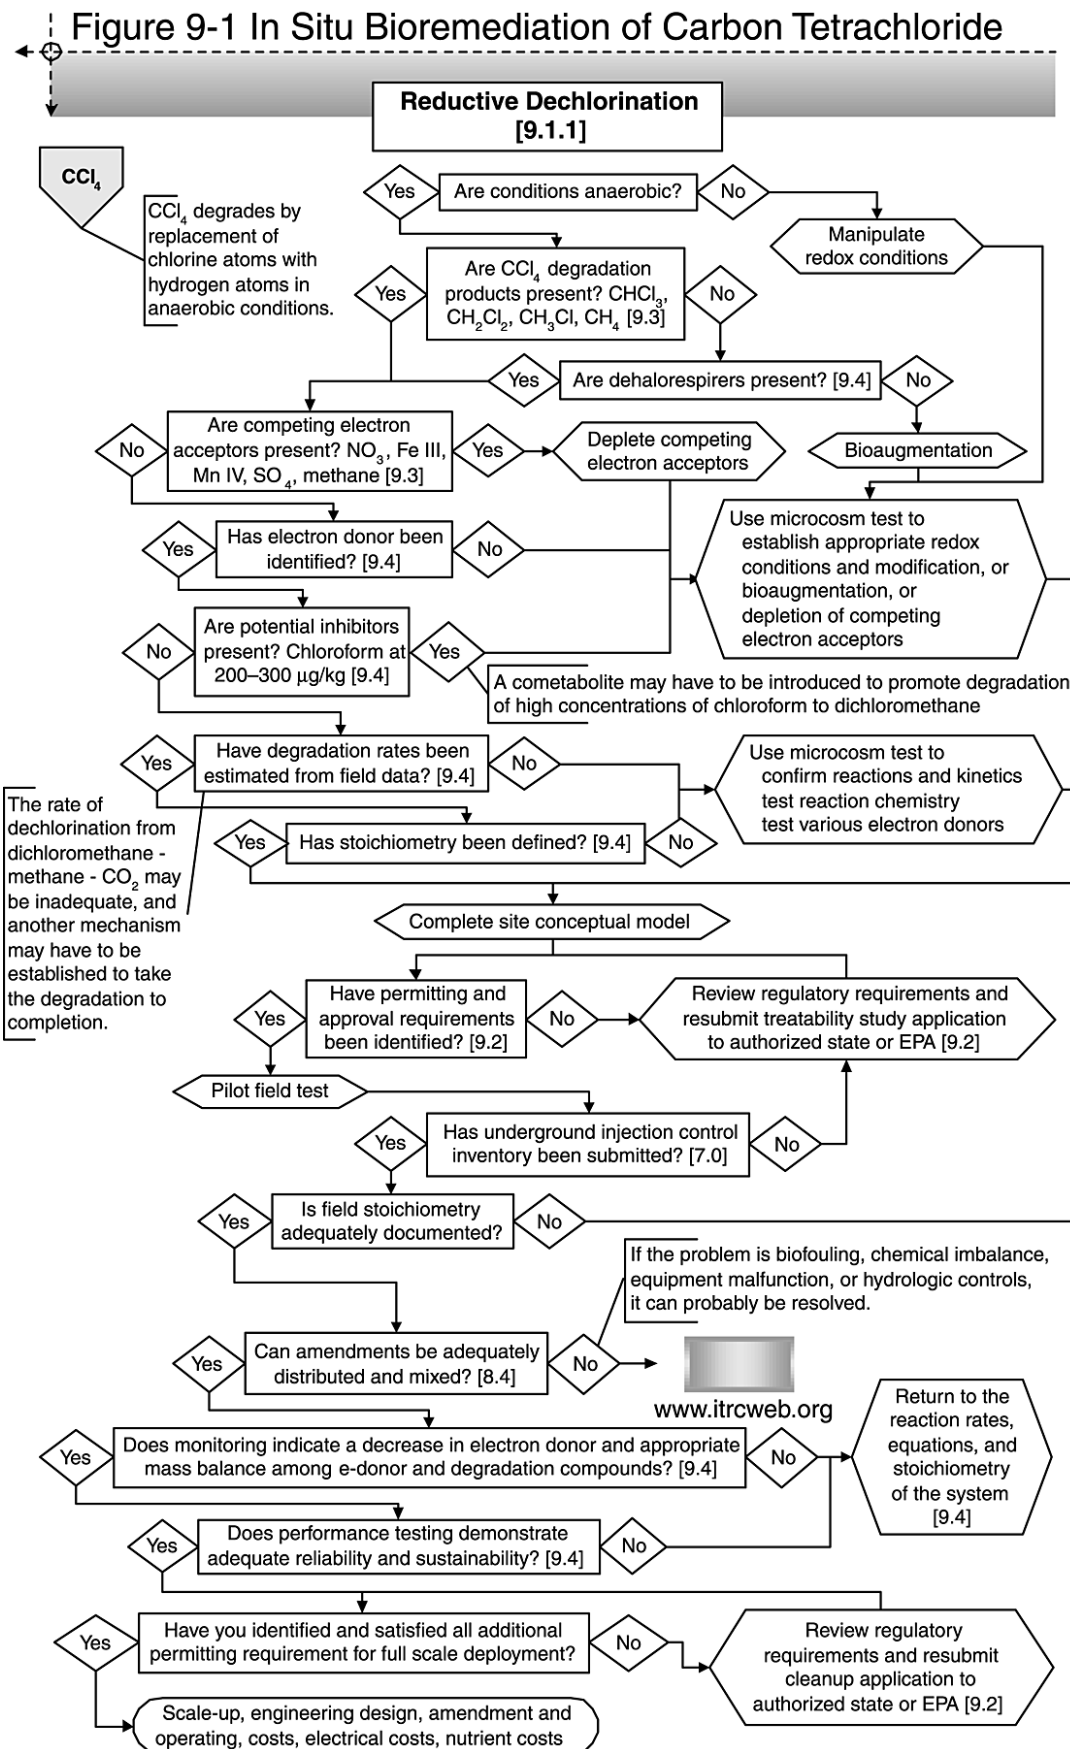 Figure 9-1 In Situ Bioremediation of Carbon Tetrachloride
Reductive Dechlorination
[9.1.1]
CCl4
CCl4 degrades by
replacement of
chlorine atoms with
hydrogen atoms in
anaerobic conditions.
Yes
Are conditions anaerobic?
No
Manipulate
redox conditions
Yes
Are CCl4 degradation
products present? CHCl3,
CH2Cl2, CH3Cl, CH4 [9.3]
No
Yes
Are dehalorespirers present? [9.4]
No
No
Are competing electron
acceptors present? NO3, Fe III,
Mn IV, SO4, methane [9.3]
Yes
Deplete competing
electron acceptors
Bioaugmentation
Yes
Has electron donor been
identified? [9.4]
No
Use microcosm test to
establish appropriate redox
conditions and modification, or
bioaugmentation, or
depletion of competing
electron acceptors
No
Are potential inhibitors
present? Chloroform at
200–300 µg/kg [9.4]
Yes
A cometabolite may have to be introduced to promote degradation
of high concentrations of chloroform to dichloromethane
Yes
Have degradation rates been
estimated from field data? [9.4]
No
Use microcosm test to
confirm reactions and kinetics
test reaction chemistry
test various electron donors
The rate of
dechlorination from
dichloromethane -
methane - CO2 may
be inadequate, and
another mechanism
may have to be
established to take
the degradation to
completion.
Yes
Has stoichiometry been defined? [9.4]
No
Complete site conceptual model
Yes
Have permitting and
approval requirements
been identified? [9.2]
No
Review regulatory requirements and
resubmit treatability study application
to authorized state or EPA [9.2]
Pilot field test
Yes
Has underground injection control
inventory been submitted? [7.0]
No
Yes
Is field stoichiometry
adequately documented?
No
If the problem is biofouling, chemical imbalance,
equipment malfunction, or hydrologic controls,
it can probably be resolved.
Yes
Can amendments be adequately
distributed and mixed? [8.4]
No
www.itrcweb.org
Return to the
reaction rates,
equations, and
stoichiometry
of the system
[9.4]
Yes
Does monitoring indicate a decrease in electron donor and appropriate
mass balance among e-donor and degradation compounds? [9.4]
No
Yes
Does performance testing demonstrate
adequate reliability and sustainability? [9.4]
No
Yes
Have you identified and satisfied all additional
permitting requirement for full scale deployment?
No
Review regulatory
requirements and resubmit
cleanup application to
authorized state or EPA [9.2]
Scale-up, engineering design, amendment and
operating, costs, electrical costs, nutrient costs